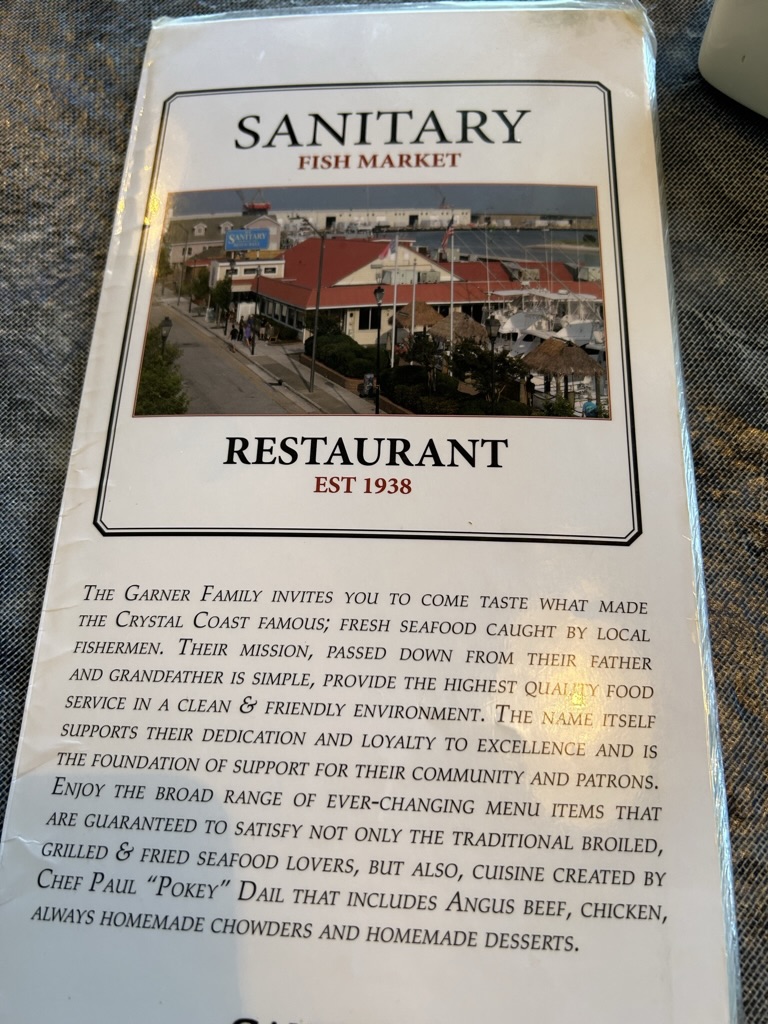 SANITARY
FISH MARKET
SANITARY
RESTAURANT
EST 1938
THE GARNER FAMILY INVITES YOU TO COME TASTE WHAT MADE
THE CRYSTAL COAST FAMOUS; FRESH SEAFOOD CAUGHT BY LOCAL
FISHERMEN. THEIR MISSION, PASSED DOWN FROM THEIR FATHER
AND GRANDFATHER IS SIMPLE, PROVIDE THE HIGHEST QUALITY FOOD
SERVICE IN A CLEAN & FRIENDLY ENVIRONMENT. THE NAME ITSELF
SUPPORTS THEIR DEDICATION AND LOYALTY TO EXCELLENCE AND IS
THE FOUNDATION OF SUPPORT FOR THEIR COMMUNITY AND PATRONS.
ENJOY THE BROAD RANGE OF EVER-CHANGING MENU ITEMS THAT
ARE GUARANTEED TO SATISFY NOT ONLY THE TRADITIONAL BROILED,
GRILLED & FRIED SEAFOOD LOVERS, BUT ALSO, CUISINE CREATED BY
CHEF PAUL “POKEY” DAIL THAT INCLUDES ANGUS BEEF, CHICKEN,
ALWAYS HOMEMADE CHOWDERS AND HOMEMADE DESSERTS.